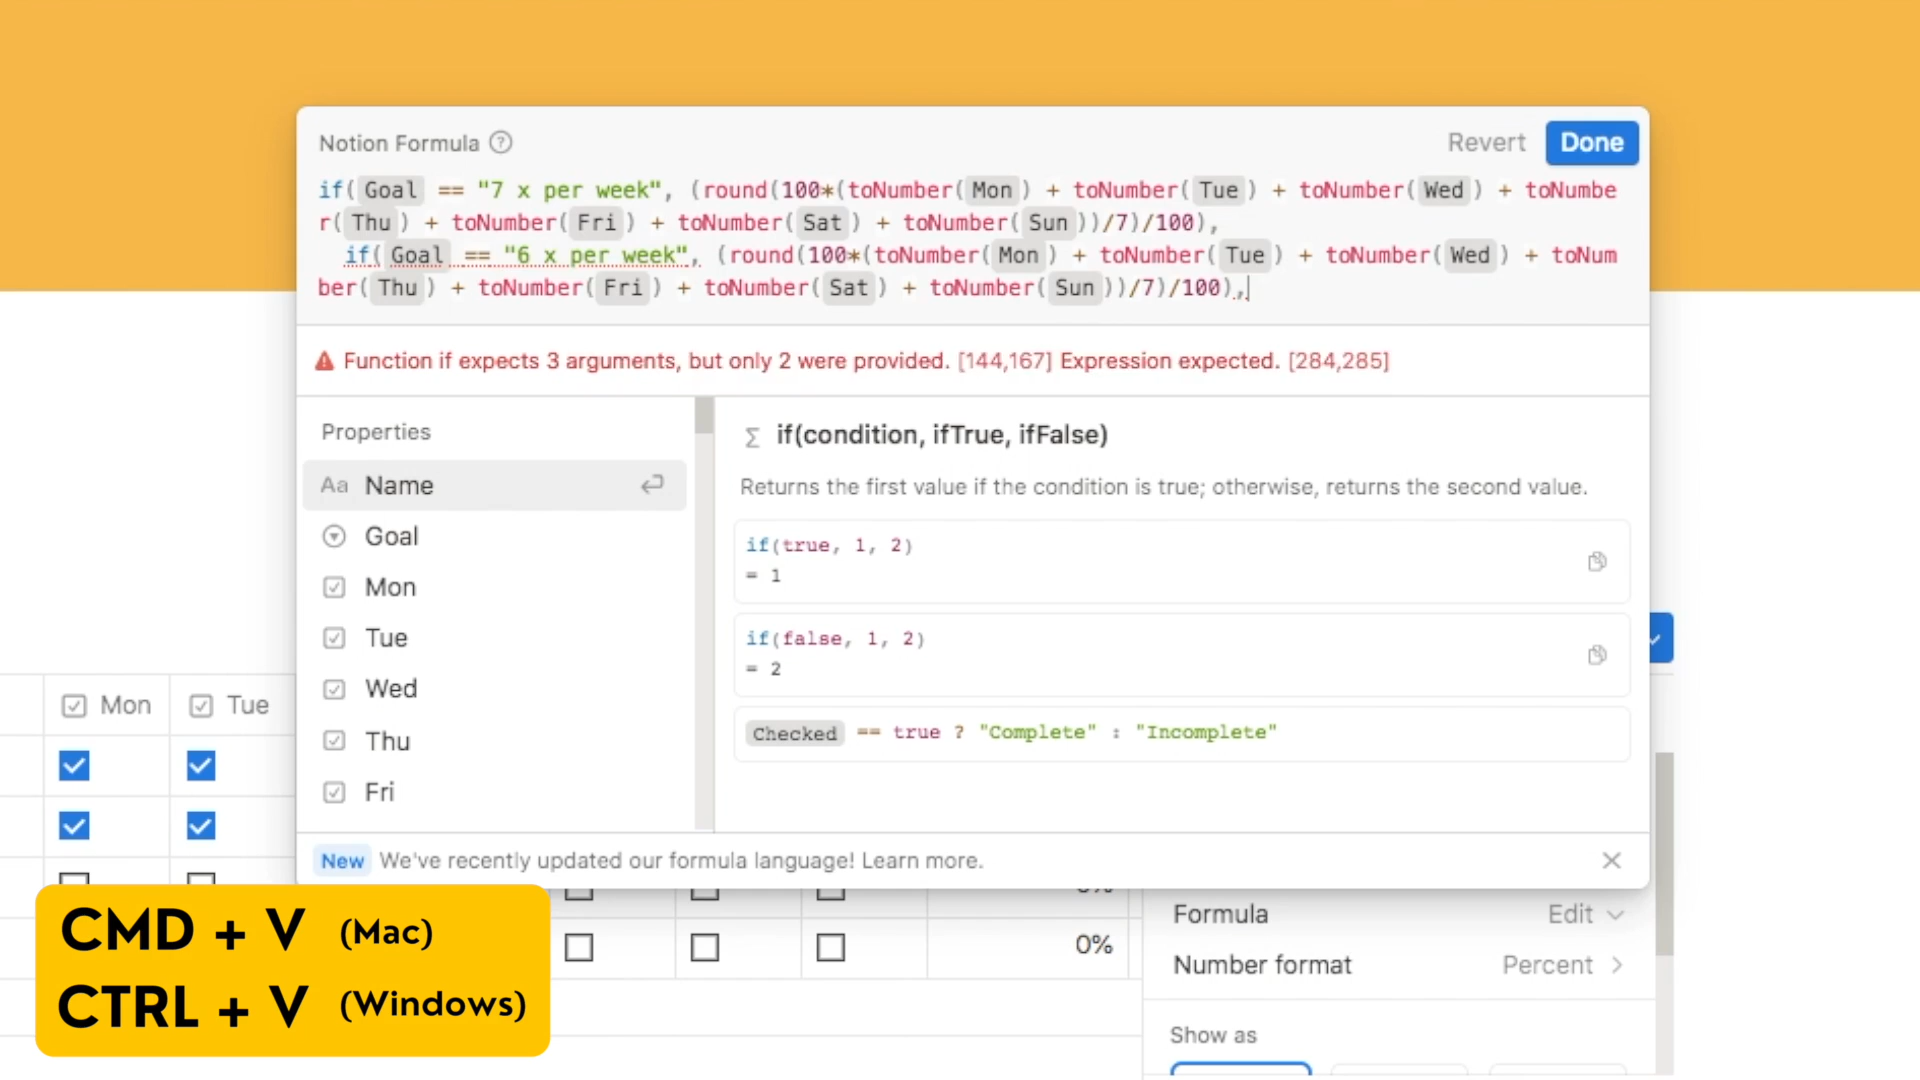 Notion Formula
Revert
Done
if( Goal == "7 x per week", (round(100*(toNumber( Mon ) + toNumber( Tue ) + toNumber( Wed ) + toNumbe
r( Thu ) + toNumber( Fri ) + toNumber( Sat ) + toNumber( Sun ))/7)/100),
if( Goal == "6 x per week", (round(100*(toNumber( Mon ) + toNumber( Tue ) + toNumber( Wed ) + toNum
ber( Thu ) + toNumber( Fri ) + toNumber( Sat ) + toNumber( Sun ))/7)/100),
Function if expects 3 arguments, but only 2 were provided. [144,167] Expression expected. [284,285]
Properties
Aa Name
Goal
Mon
Tue
Wed
Thu
Fri
if(condition, ifTrue, ifFalse)
Returns the first value if the condition is true; otherwise, returns the second value.
if(true, 1, 2)
= 1
if(false, 1, 2)
= 2
Checked == true ? "Complete" : "Incomplete"
New We've recently updated our formula language! Learn more.
Mon
Tue
0%
Formula
Edit
Number format
Percent
Show as
CMD + V (Mac)
CTRL + V (Windows)